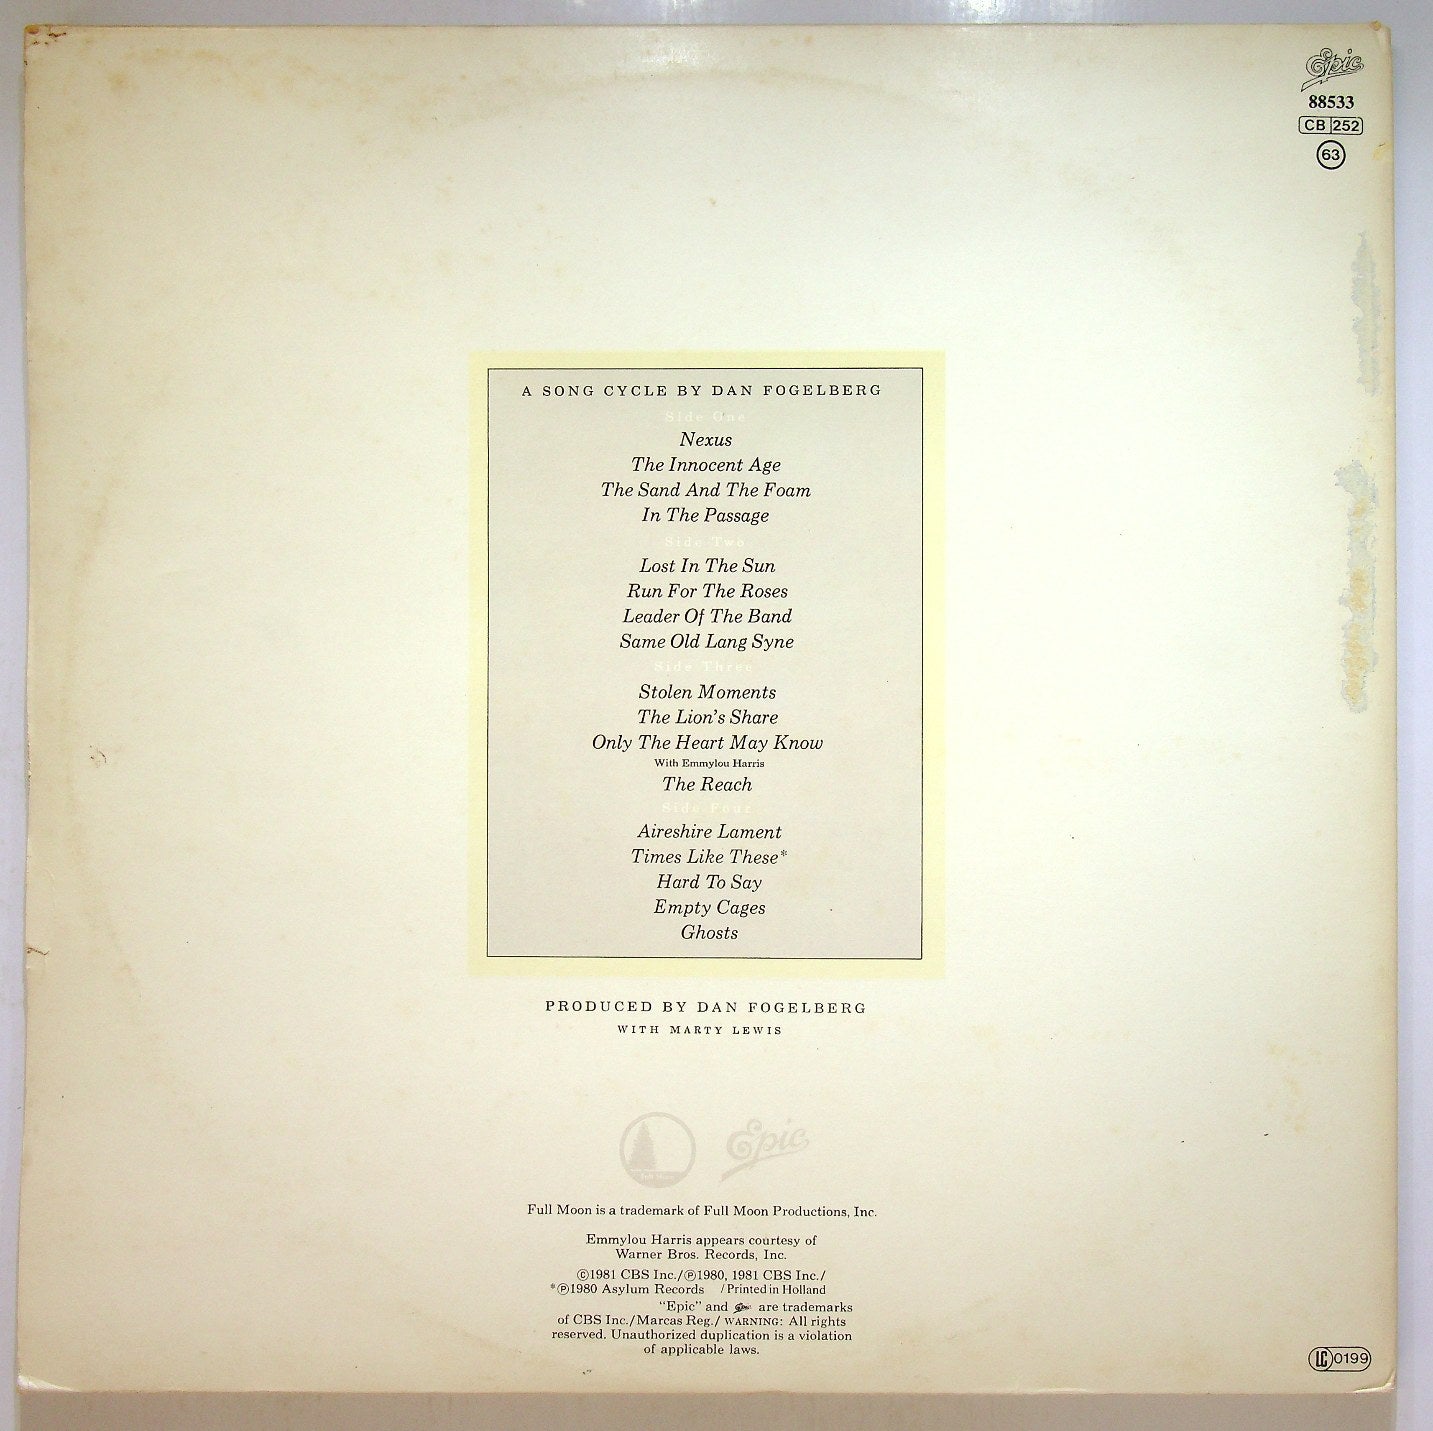 Epic
88533
CB 252
63
A SONG CYCLE BY DAN FOGELBERG
Side One
Nexus
The Innocent Age
The Sand And The Foam
In The Passage
Side Two
Lost In The Sun
Run For The Roses
Leader Of The Band
Same Old Lang Syne
Side Three
Stolen Moments
The Lion's Share
Only The Heart May Know
With Emmylou Harris
The Reach
Side Four
Aireshire Lament
Times Like These*
Hard To Say
Empty Cages
Ghosts
PRODUCED BY DAN FOGELBERG
WITH MARTY LEWIS
Full Moon
Epic
Full Moon is a trademark of Full Moon Productions, Inc.
Emmylou Harris appears courtesy of
Warner Bros. Records, Inc.
©1981 CBS Inc./℗1980, 1981 CBS Inc./
*℗1980 Asylum Records /Printed in Holland
"Epic" and Epic are trademarks
of CBS Inc./Marcas Reg./ WARNING: All rights
reserved. Unauthorized duplication is a violation
of applicable laws.
LC 0199